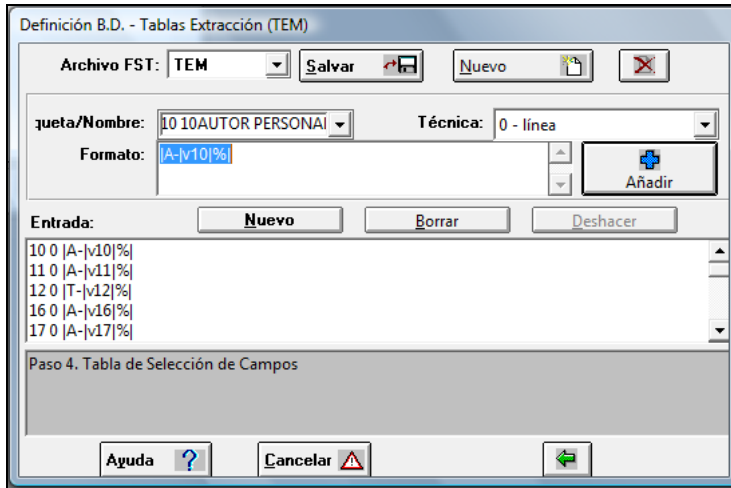 Definición B.D. - Tablas Extracción (TEM)
Archivo FST: TEM Salvar Nuevo
queta/Nombre: 10 10AUTOR PERSONAI Técnica: 0 - línea
Formato: |A-|v10|%| Añadir
Entrada: Nuevo Borrar Deshacer
10 0 |A-|v10|%|
11 0 |A-|v11|%|
12 0 |T-|v12|%|
16 0 |A-|v16|%|
17 0 |A-|v17|%|
Paso 4. Tabla de Selección de Campos
Ayuda ? Cancelar